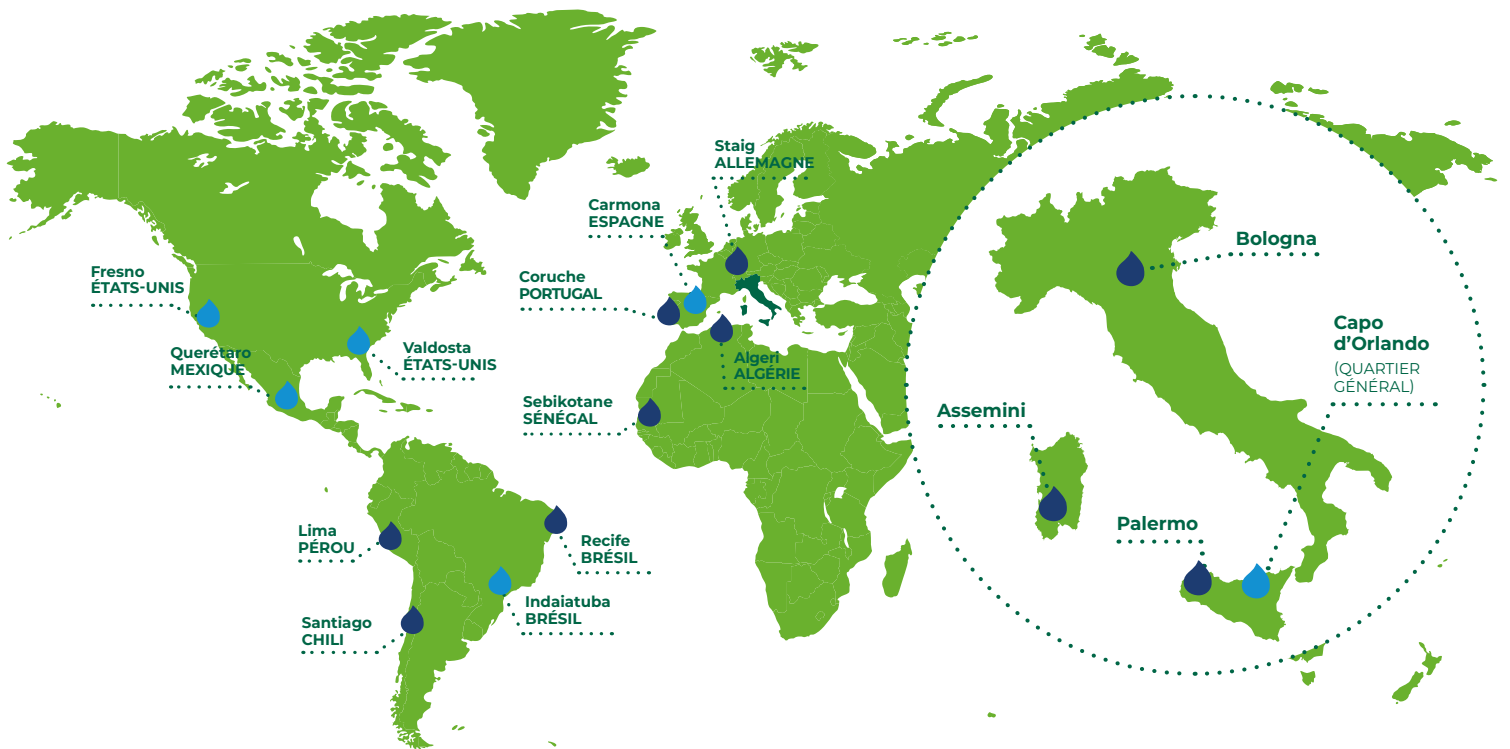 Staig
ALLEMAGNE
Carmona
ESPAGNE
Coruche
PORTUGAL
Fresno
ÉTATS-UNIS
Valdosta
ÉTATS-UNIS
Querétaro
MEXIQUE
Algeri
ALGÉRIE
Sebikotane
SÉNÉGAL
Lima
PÉROU
Recife
BRÉSIL
Indaiatuba
BRÉSIL
Santiago
CHILI
Bologna
Capo
d’Orlando
(QUARTIER
GÉNÉRAL)
Assemini
Palermo